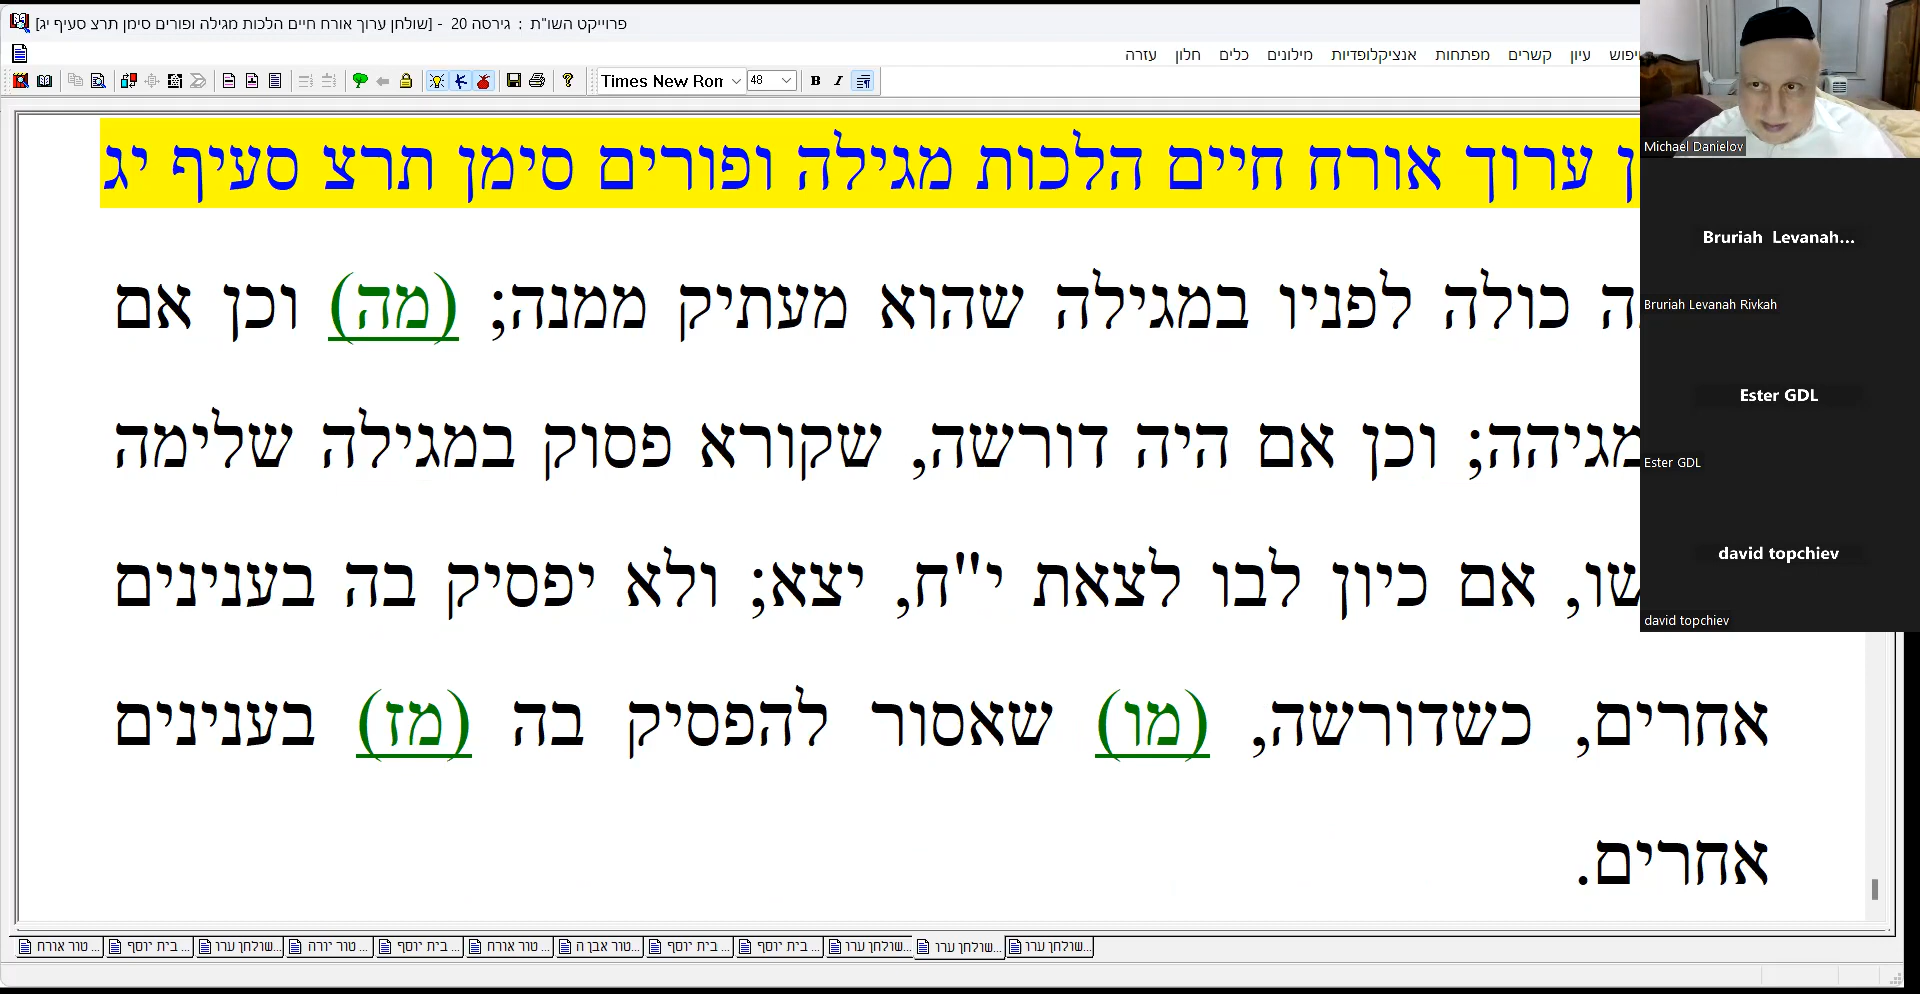 פרוייקט השו"ת : גירסה 20 - [שולחן ערוך אורח חיים הלכות מגילה ופורים סימן תרצ סעיף יג]
עיון קשרים מפתחות אנציקלופדיות מילונים כלים חלון עזרה
Times New Ron 48 B I
ערוך אורח חיים הלכות מגילה ופורים סימן תרצ סעיף יג
כולה לפניו במגילה שהוא מעתיק ממנה; (מה) וכן אם
מגיהה; וכן אם היה דורשה, שקורא פסוק במגילה שלימה
אם כיון לבו לצאת י"ח, יצא; ולא יפסיק בה בענינים
אחרים, כשדורשה, (מו) שאסור להפסיק בה (מז) בענינים
אחרים.
Michael Danielov
Bruriah Levanah...
Bruriah Levanah Rivkah
Ester GDL
Ester GDL
david topchiev
david topchiev
שולחן ערו... שולחן ערו... שולחן ערו... בית יוסף ... בית יוסף ... טור אבן ה... טור אורח ... בית יוסף ... טור יורה ... שולחן ערו... בית יוסף ... טור אורח ...